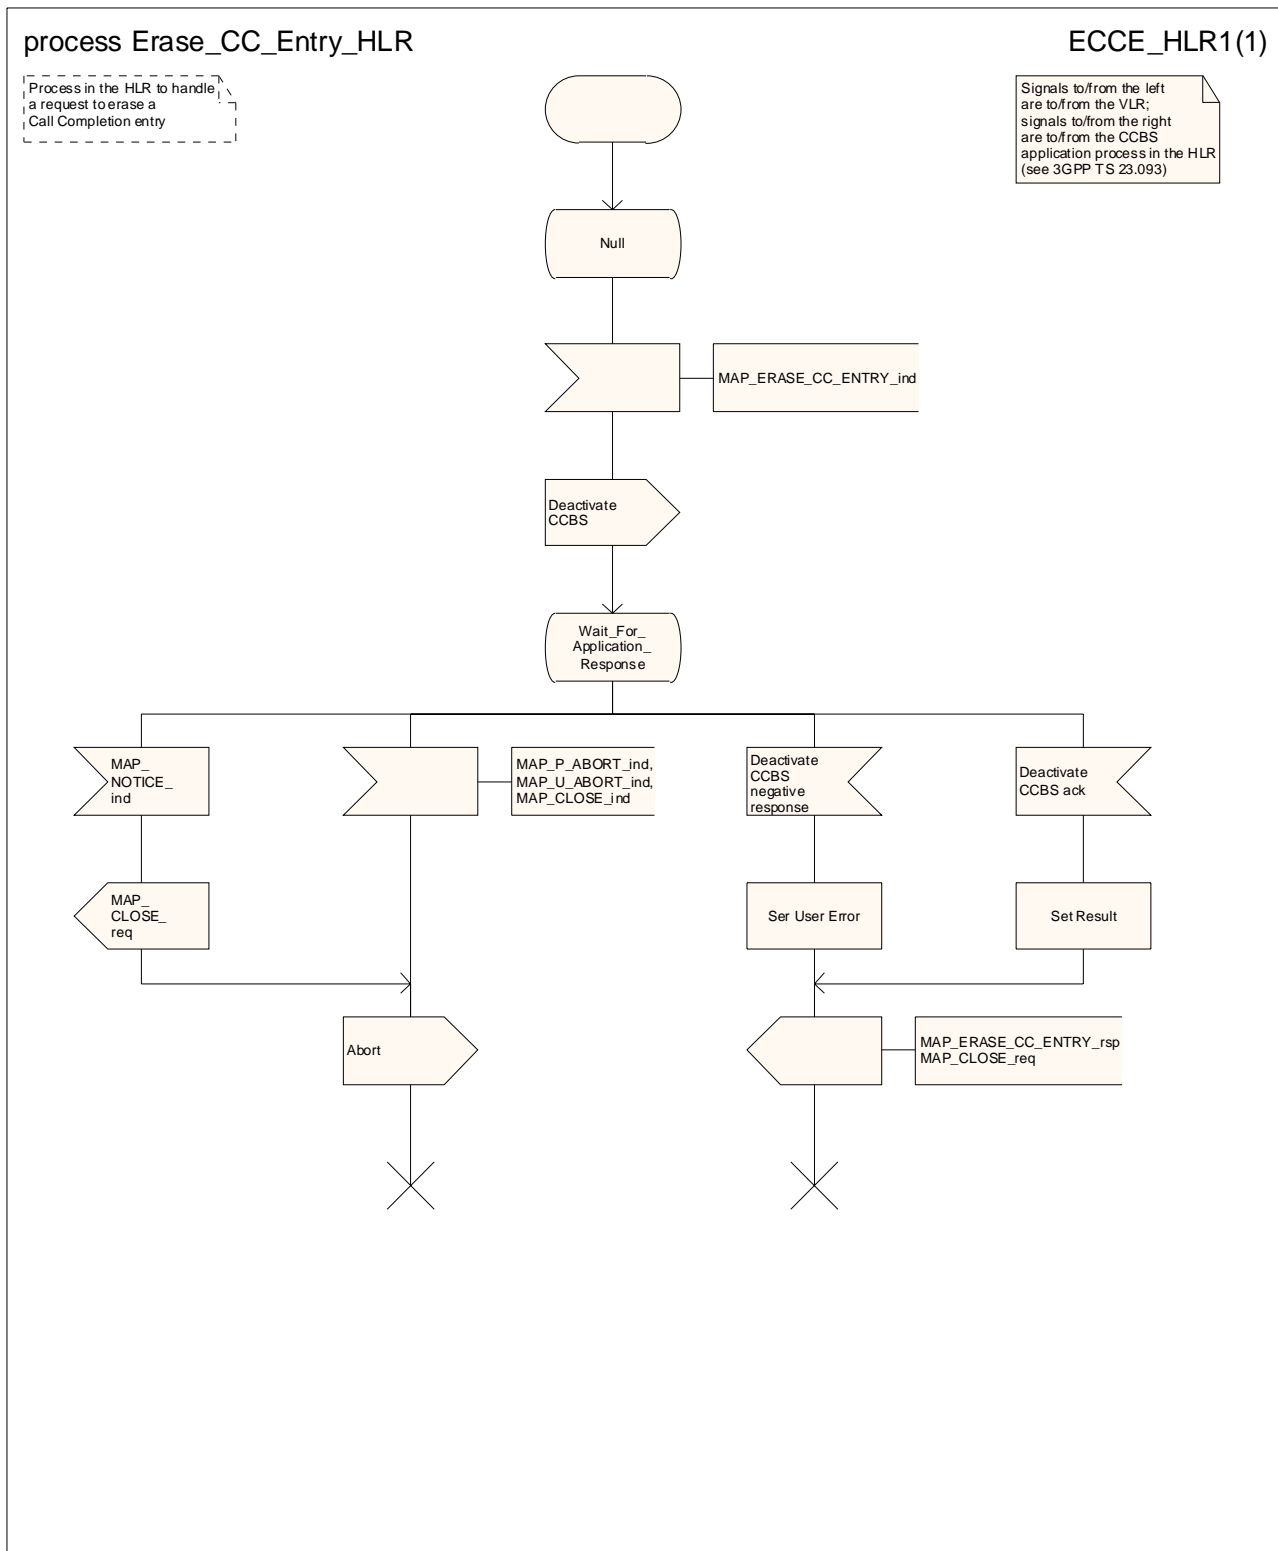 process Erase_CC_Entry_HLR
ECCE_HLR1(1)
Process in the HLR to handle
a request to erase a
Call Completion entry
Signals to/from the left
are to/from the VLR;
signals to/from the right
are to/from the CCBS
application process in the HLR
(see 3GPP TS 23.093)
Null
MAP_ERASE_CC_ENTRY_ind
Deactivate
CCBS
Wait_For_
Application_
Response
MAP_
NOTICE_
ind
MAP_P_ABORT_ind,
MAP_U_ABORT_ind,
MAP_CLOSE_ind
Deactivate
CCBS
negative
response
Deactivate
CCBS ack
MAP_
CLOSE_
req
Ser User Error
Set Result
Abort
MAP_ERASE_CC_ENTRY_rsp
MAP_CLOSE_req